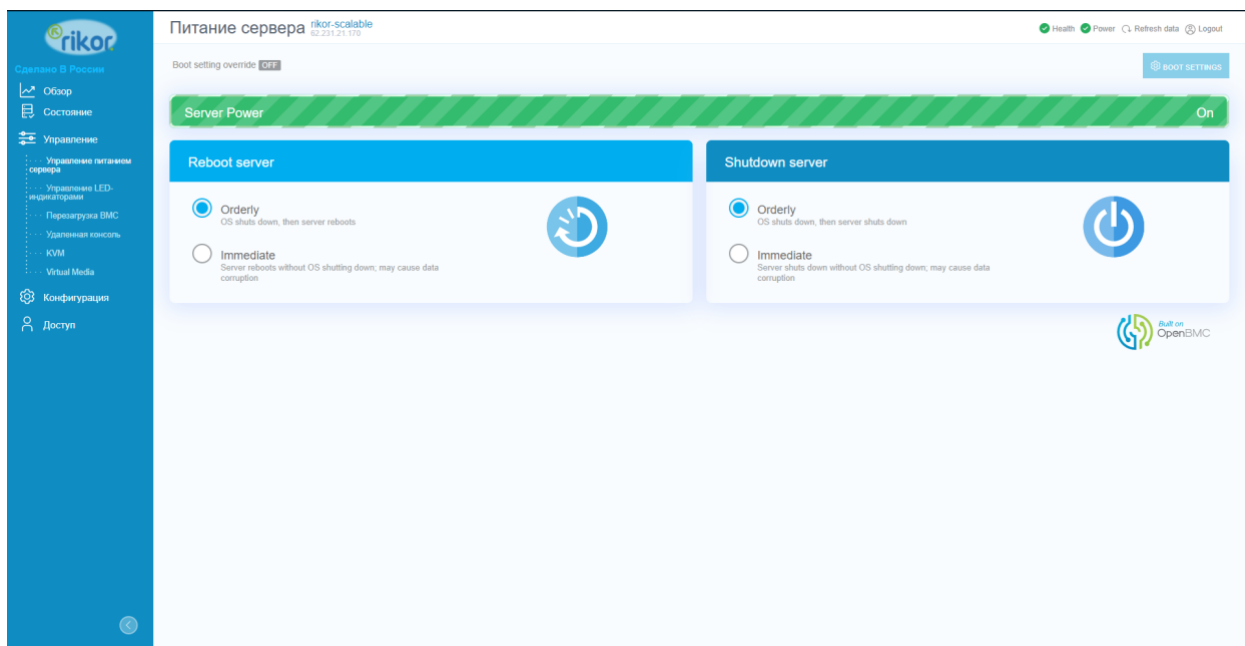 ®rikor
Сделано В России
Обзор
Состояние
Управление
Управление питанием
сервера
Управление LED-
индикаторами
Перезагрузка BMC
Удаленная консоль
KVM
Virtual Media
Конфигурация
Доступ
Питание сервера rikor-scalable
62.231.21.170
Health Power Refresh data Logout
Boot setting override OFF
BOOT SETTINGS
Server Power On
Reboot server
Orderly
OS shuts down, then server reboots
Immediate
Server reboots without OS shutting down; may cause data
corruption
Shutdown server
Orderly
OS shuts down, then server shuts down
Immediate
Server shuts down without OS shutting down; may cause data
corruption
Built on
OpenBMC